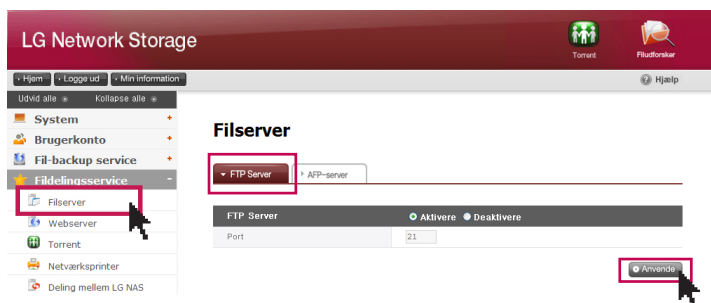 LG Network Storage
Torrent
Filudforsker
Hjem
Logge ud
Min information
Hjælp
Udvid alle
Kollapse alle
System +
Brugerkonto +
Fil-backup service +
Fildelingsservice -
Filserver
Webserver
Torrent
Netværksprinter
Deling mellem LG NAS
Filserver
FTP Server
AFP-server
FTP Server Aktivere Deaktivere
Port 21
Anvende